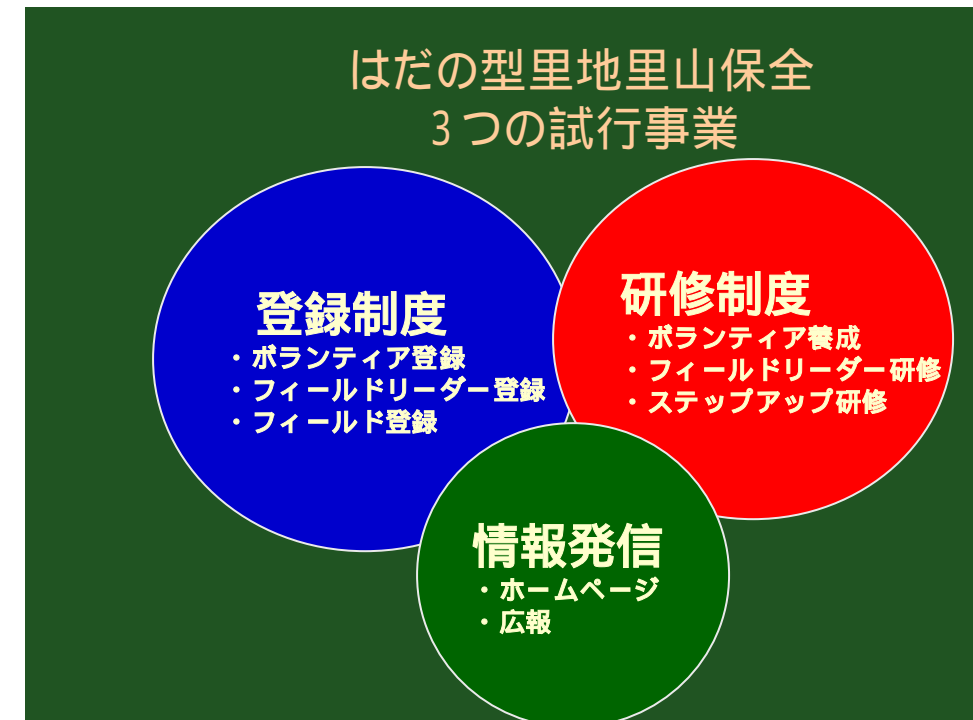 はだの型里地里山保全
3つの試行事業
登録制度
・ボランティア登録
・フィールドリーダー登録
・フィールド登録
研修制度
・ボランティア養成
・フィールドリーダー研修
・ステップアップ研修
情報発信
・ホームページ
・広報